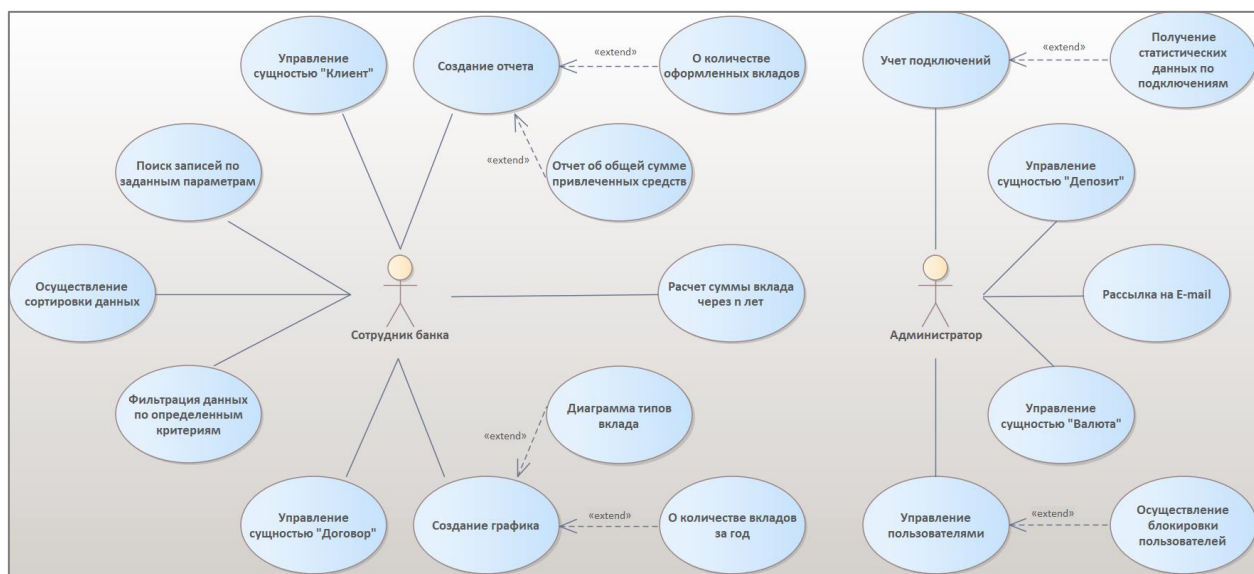 Управление
сущностью "Клиент"
Создание отчета
«extend»
О количестве
оформленных вкладов
Учет подключений
«extend»
Получение
статистических
данных по
подключениям
Поиск записей по
заданным параметрам
«extend»
Отчет об общей сумме
привлеченных средств
Управление
сущностью "Депозит"
Осуществление
сортировки данных
Сотрудник банка
Расчет суммы вклада
через n лет
Администратор
Рассылка на E-mail
Фильтрация данных
по определенным
критериям
«extend»
Диаграмма типов
вклада
Управление
сущностью "Валюта"
Управление
сущностью "Договор"
Создание графика
«extend»
О количестве вкладов
за год
Управление
пользователями
«extend»
Осуществление
блокировки
пользователей